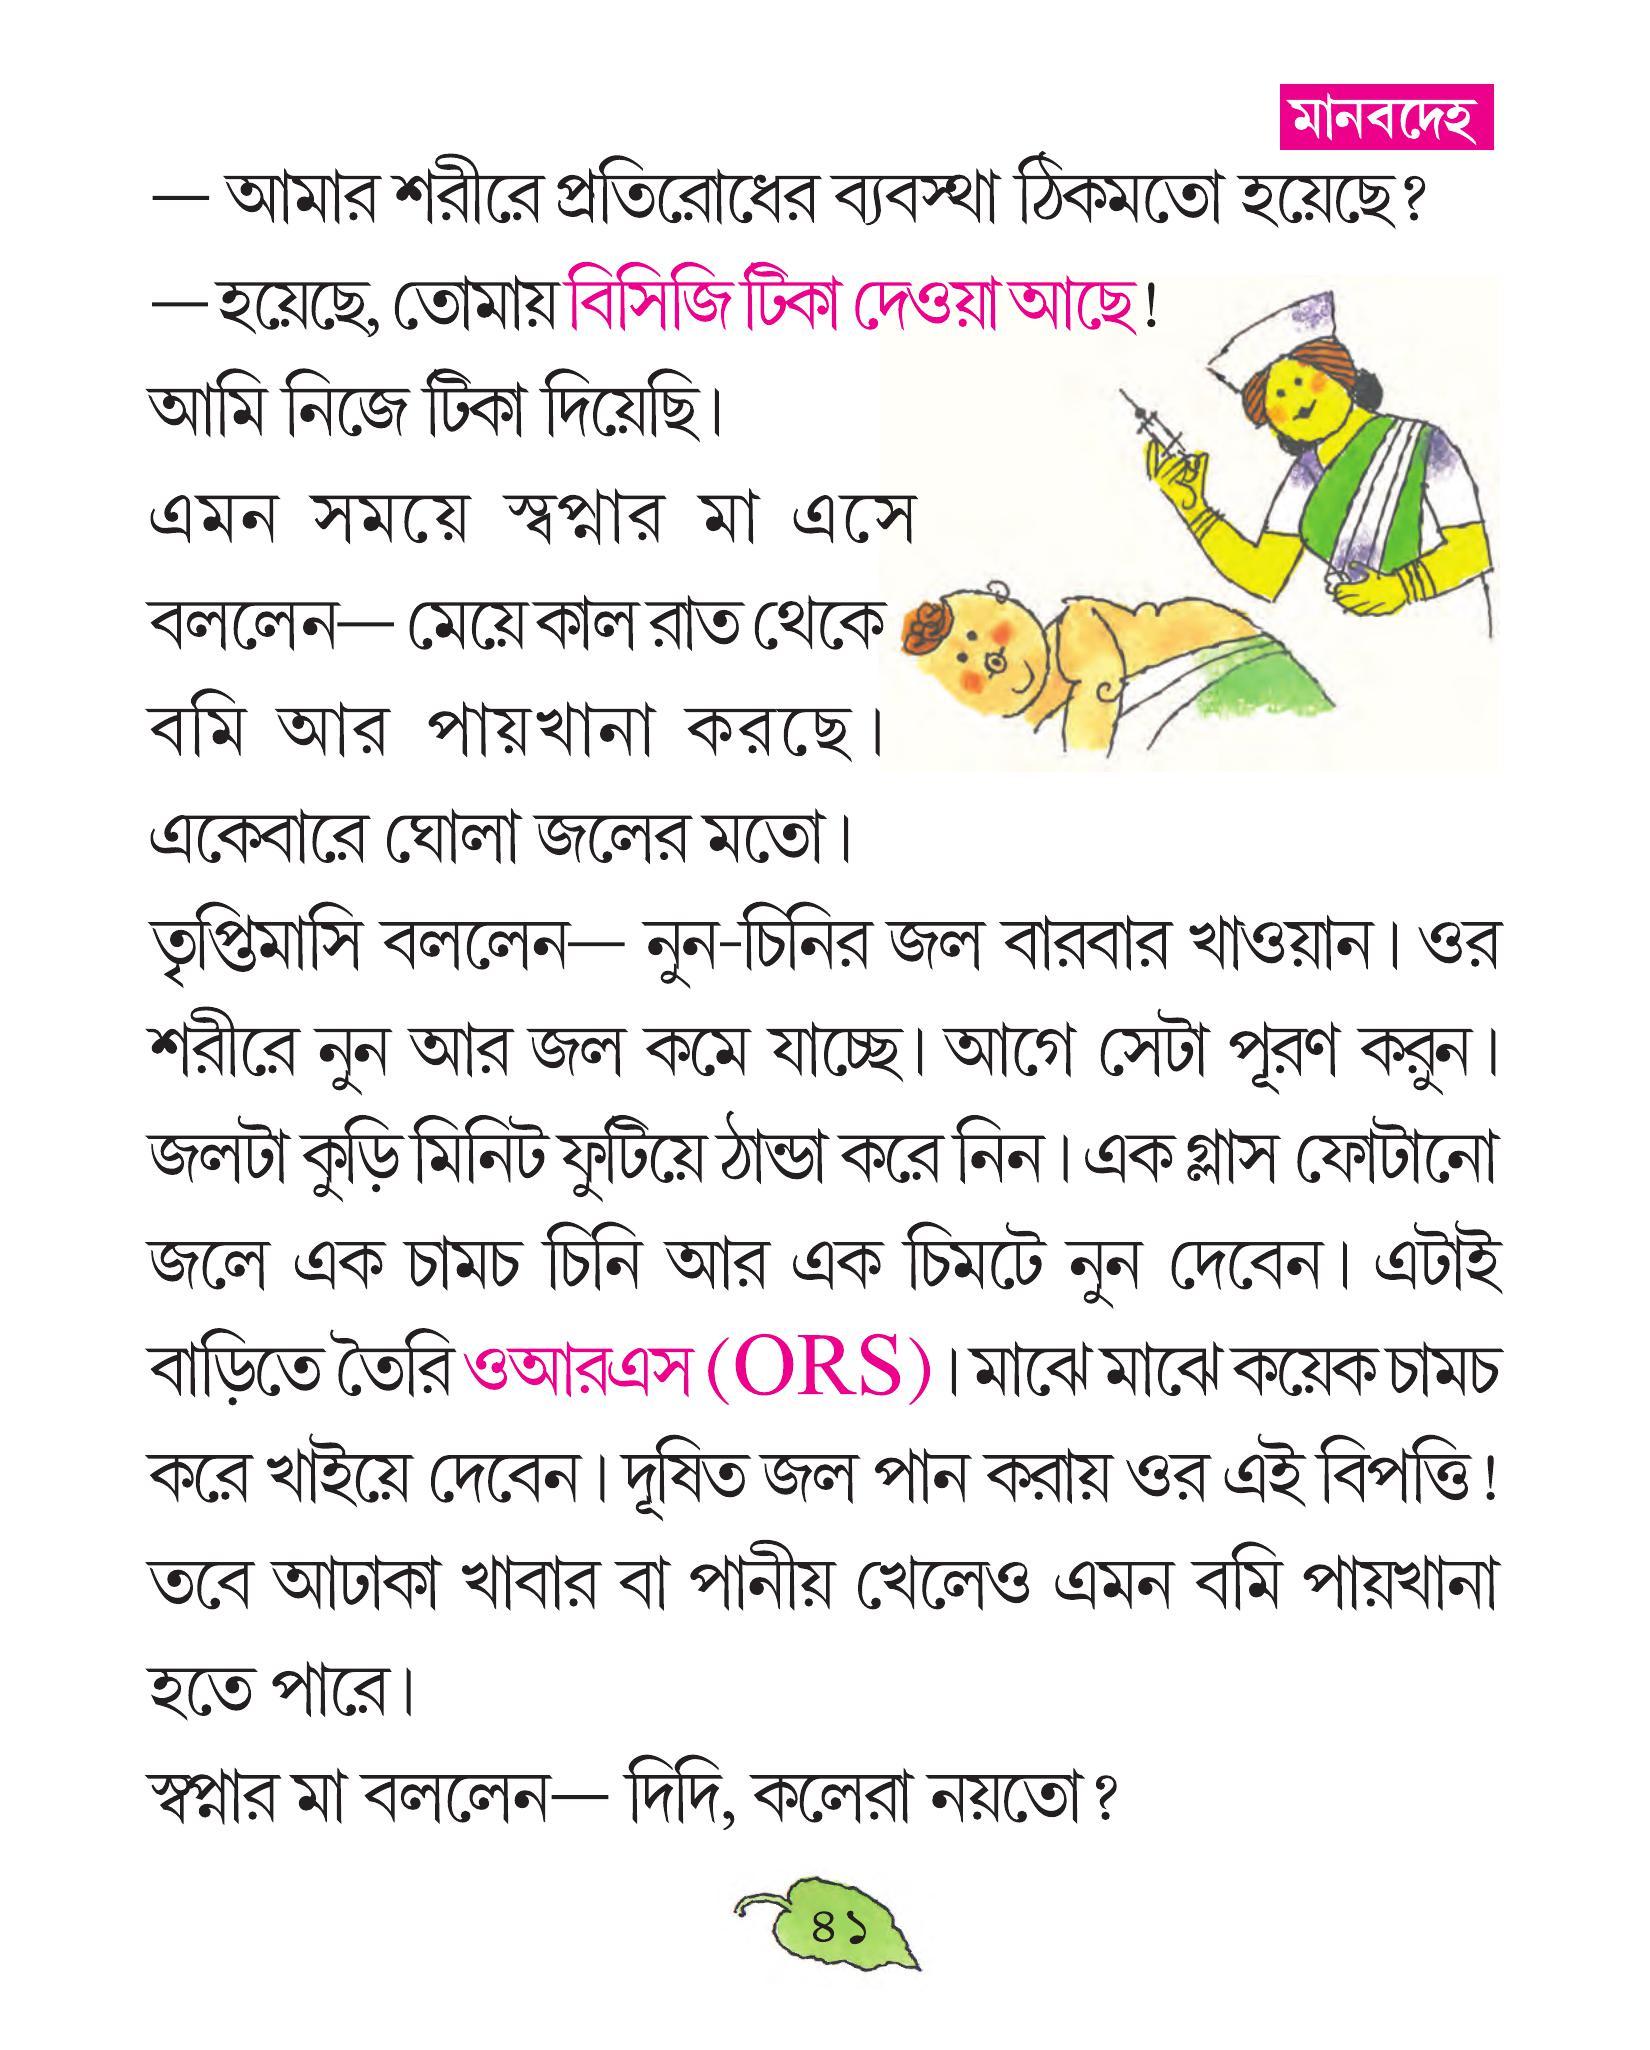 মানবদেহ
— আমার শরীরে প্রতিরোধের ব্যবস্থা ঠিকমতো হয়েছে?
— হয়েছে, তোমায় বিসিজি টিকা দেওয়া আছে!
আমি নিজে টিকা দিয়েছি।
এমন সময়ে স্বপ্নার মা এসে
বললেন— মেয়ে কাল রাত থেকে
বমি আর পায়খানা করছে।
একেবারে ঘোলা জলের মতো।
তৃপ্তিমাসি বললেন— নুন-চিনির জল বারবার খাওয়ান। ওর
শরীরে নুন আর জল কমে যাচ্ছে। আগে সেটা পূরণ করুন।
জলটা কুড়ি মিনিট ফুটিয়ে ঠান্ডা করে নিন। এক গ্লাস ফোটানো
জলে এক চামচ চিনি আর এক চিমটে নুন দেবেন। এটাই
বাড়িতে তৈরি ওআরএস (ORS)। মাঝে মাঝে কয়েক চামচ
করে খাইয়ে দেবেন। দূষিত জল পান করায় ওর এই বিপত্তি!
তবে আঢাকা খাবার বা পানীয় খেলেও এমন বমি পায়খানা
হতে পারে।
স্বপ্নার মা বললেন— দিদি, কলেরা নয়তো?
৪১